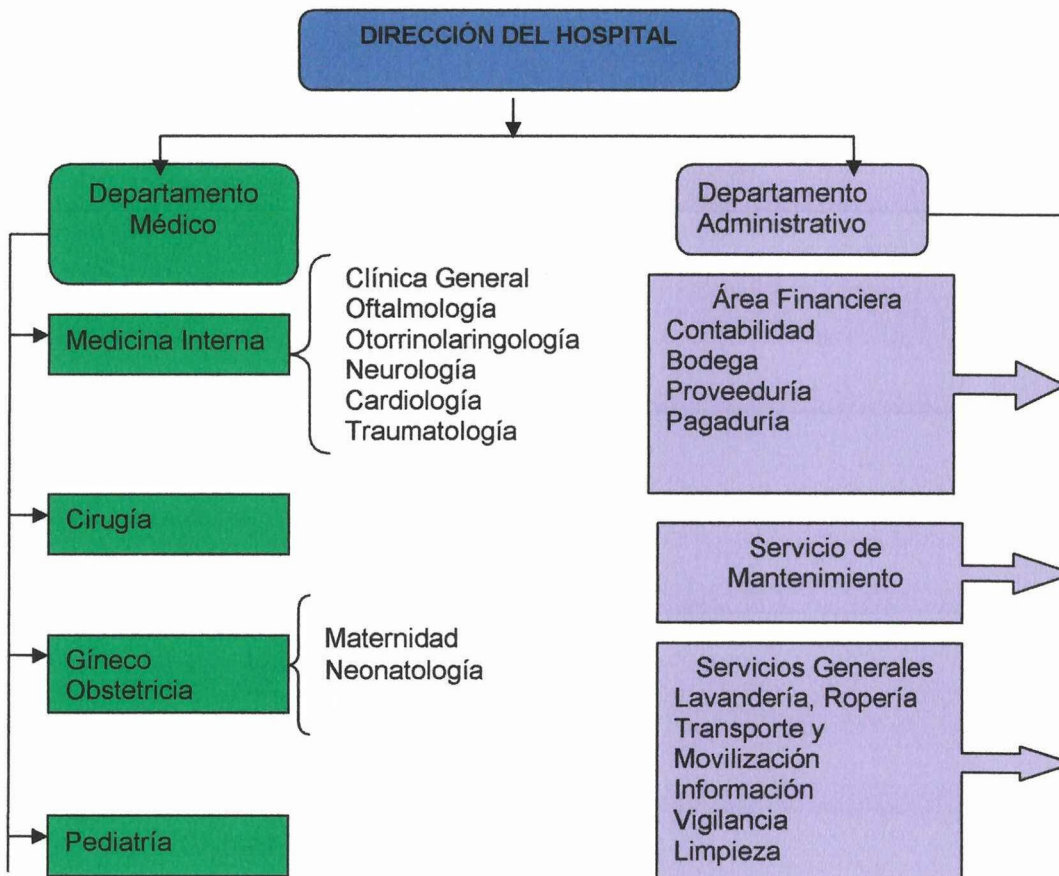 DIRECCIÓN DEL HOSPITAL
Departamento
Médico
Medicina Interna
Clínica General
Oftalmología
Otorrinolaringología
Neurología
Cardiología
Traumatología
Cirugía
Gíneco
Obstetricia
Maternidad
Neonatología
Pediatría
Departamento
Administrativo
Área Financiera
Contabilidad
Bodega
Proveeduría
Pagaduría
Servicio de
Mantenimiento
Servicios Generales
Lavandería, Ropería
Transporte y
Movilización
Información
Vigilancia
Limpieza